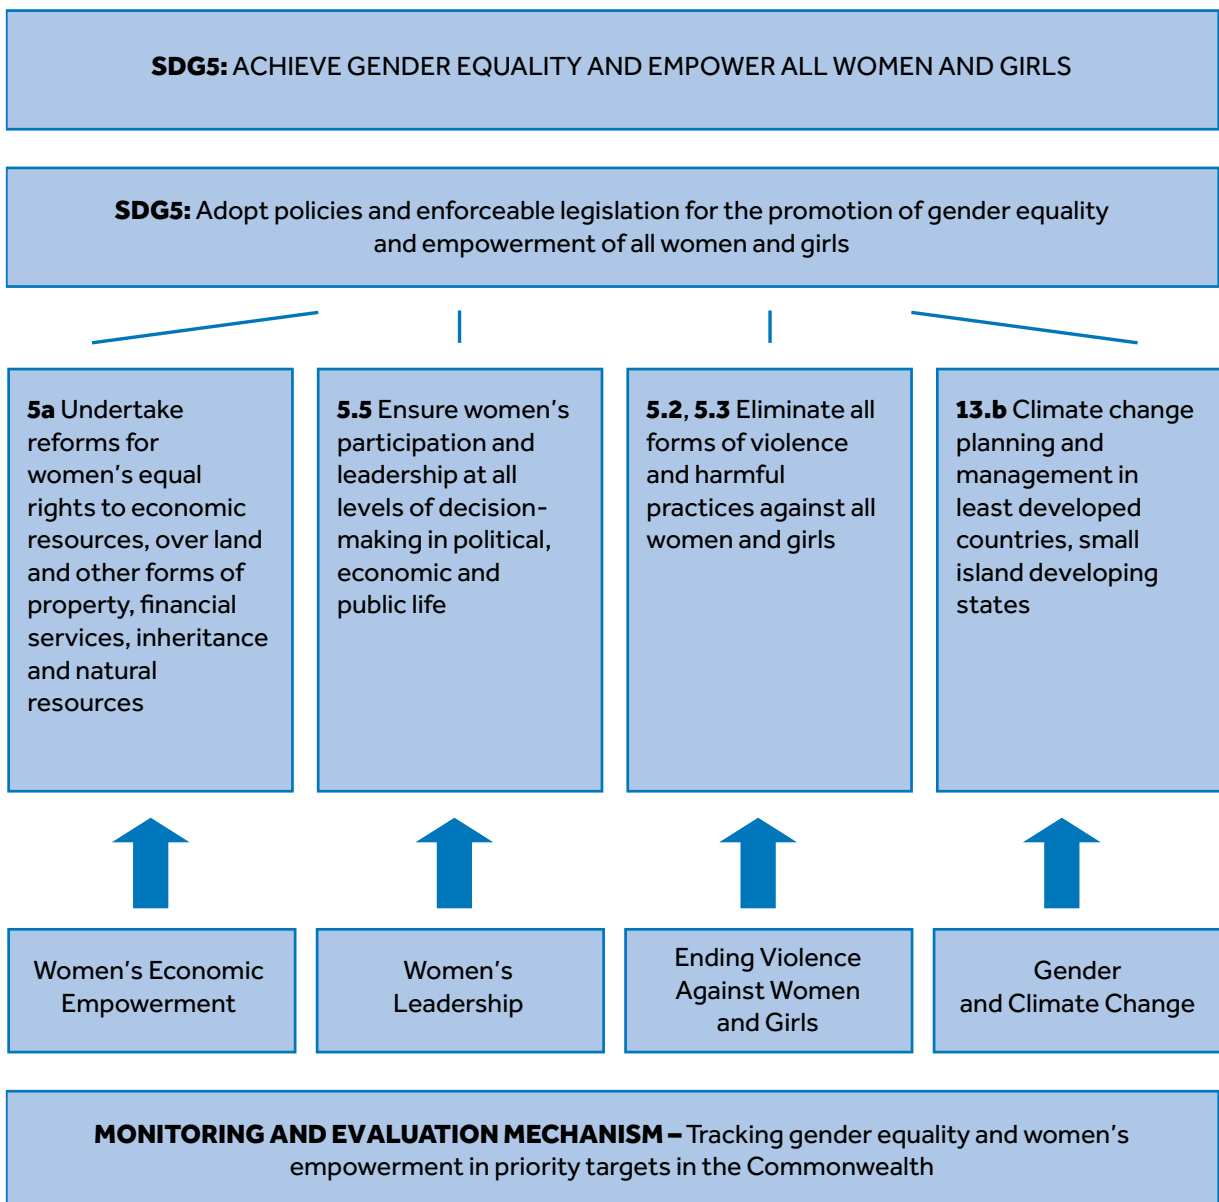 SDG5: ACHIEVE GENDER EQUALITY AND EMPOWER ALL WOMEN AND GIRLS
SDG5: Adopt policies and enforceable legislation for the promotion of gender equality
and empowerment of all women and girls
5a Undertake
reforms for
women’s equal
rights to economic
resources, over land
and other forms of
property, financial
services, inheritance
and natural
resources
5.5 Ensure women’s
participation and
leadership at all
levels of decision-
making in political,
economic and
public life
5.2, 5.3 Eliminate all
forms of violence
and harmful
practices against all
women and girls
13.b Climate change
planning and
management in
least developed
countries, small
island developing
states
Women’s Economic
Empowerment
Women’s
Leadership
Ending Violence
Against Women
and Girls
Gender
and Climate Change
MONITORING AND EVALUATION MECHANISM – Tracking gender equality and women’s
empowerment in priority targets in the Commonwealth